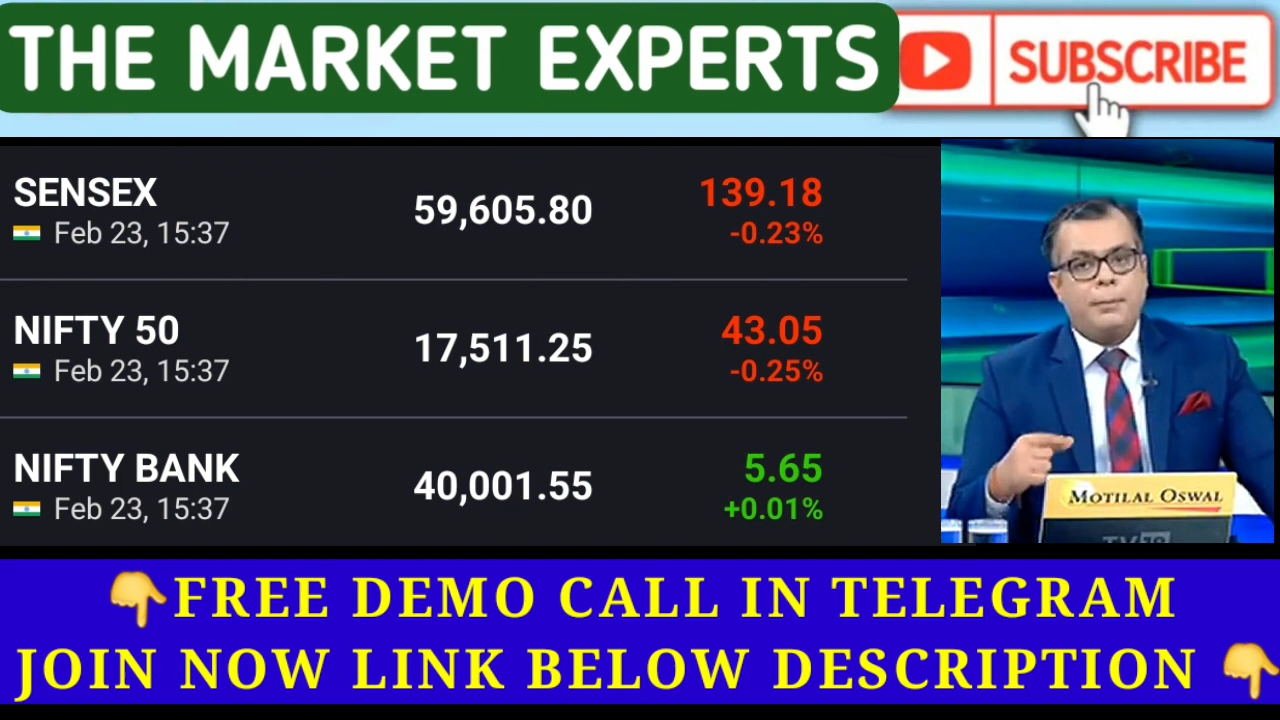 THE MARKET EXPERTS
SUBSCRIBE
SENSEX 59,605.80 139.18
Feb 23, 15:37 -0.23%
NIFTY 50 17,511.25 43.05
Feb 23, 15:37 -0.25%
NIFTY BANK 40,001.55 5.65
Feb 23, 15:37 +0.01%
MOTILAL OSWAL
👇FREE DEMO CALL IN TELEGRAM
JOIN NOW LINK BELOW DESCRIPTION 👇